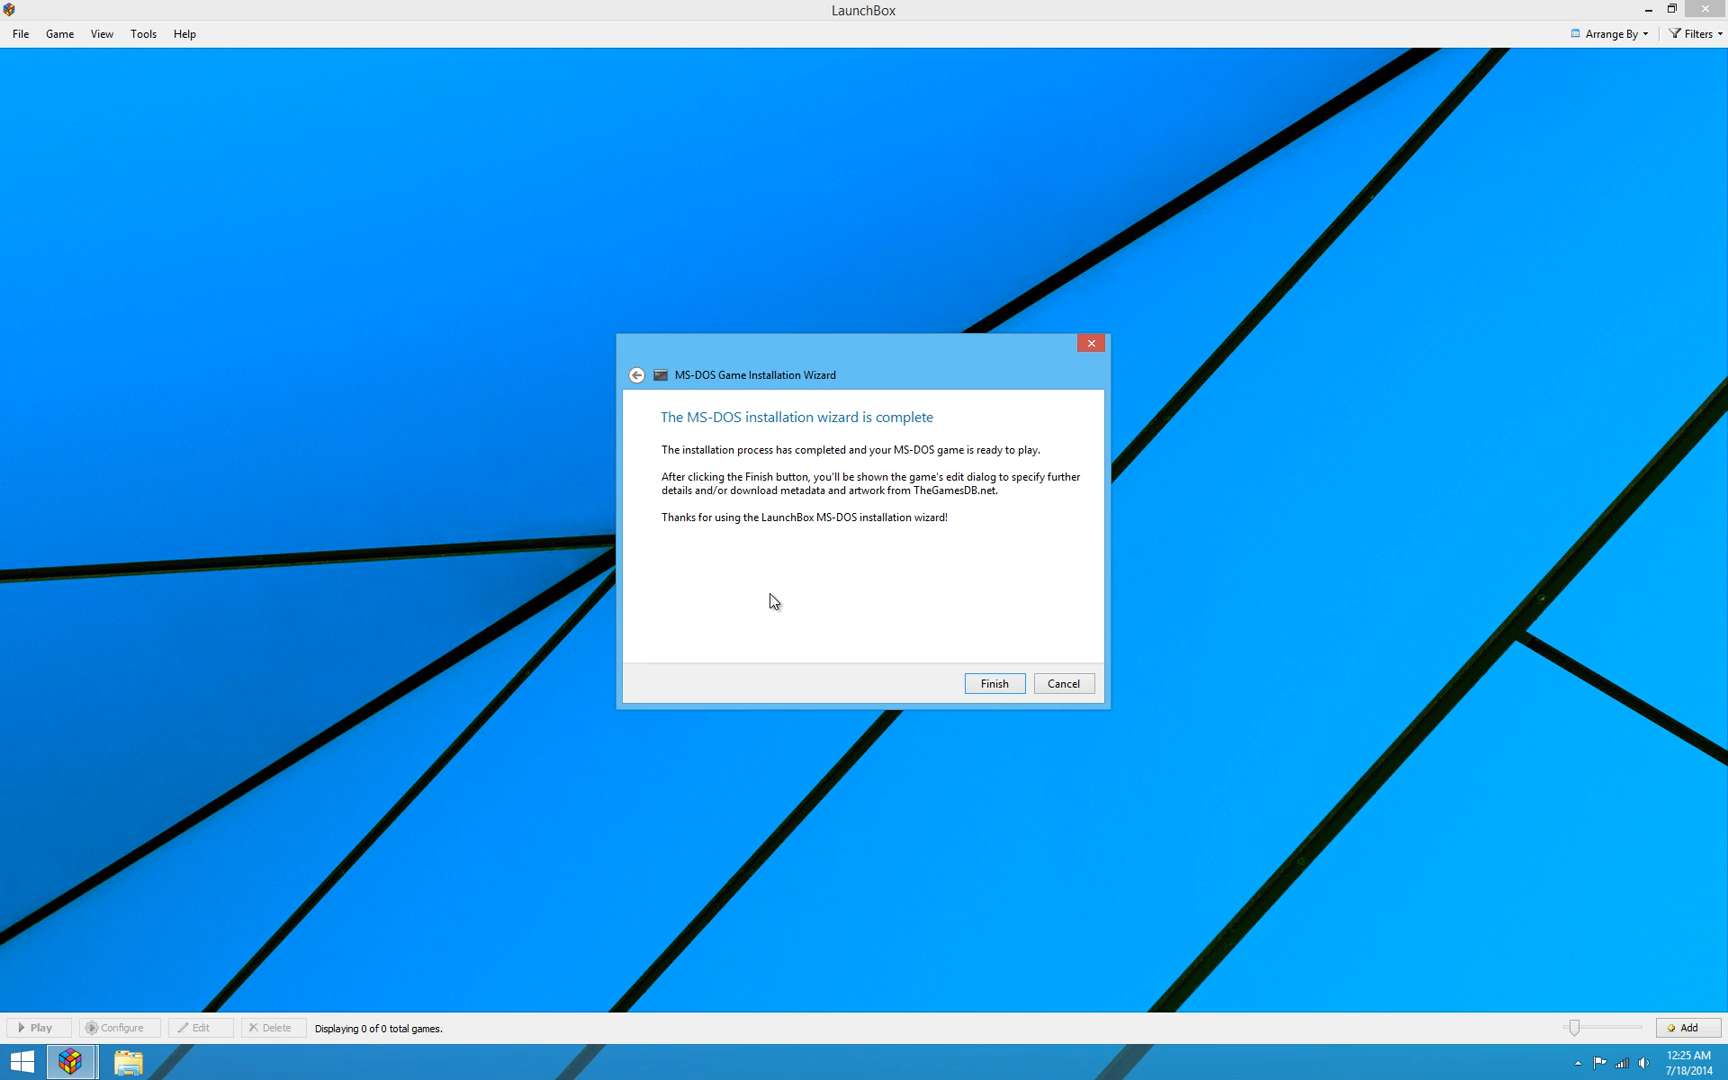 LaunchBox
File Game View Tools Help Arrange By Filters
MS-DOS Game Installation Wizard
The MS-DOS installation wizard is complete
The installation process has completed and your MS-DOS game is ready to play.
After clicking the Finish button, you'll be shown the game's edit dialog to specify further
details and/or download metadata and artwork from TheGamesDB.net.
Thanks for using the LaunchBox MS-DOS installation wizard!
Finish Cancel
Play Configure Edit Delete Displaying 0 of 0 total games. Add
12:25 AM
7/18/2014